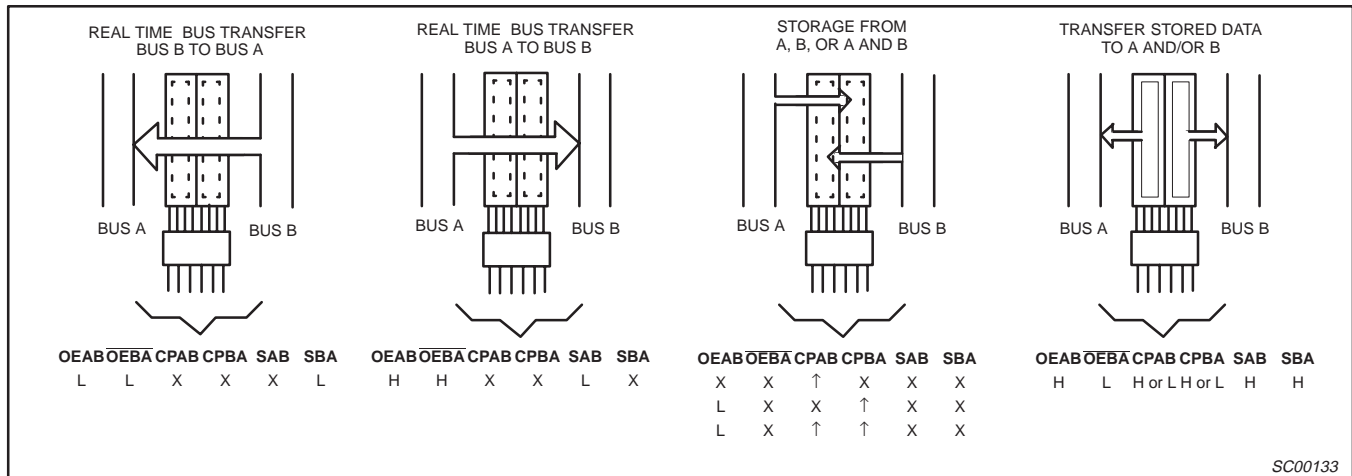 REAL TIME BUS TRANSFER
BUS B TO BUS A
BUS A
BUS B
OEAB OEBA CPAB CPBA SAB SBA
L L X X X L
REAL TIME BUS TRANSFER
BUS A TO BUS B
BUS A
BUS B
OEAB OEBA CPAB CPBA SAB SBA
H H X X L X
STORAGE FROM
A, B, OR A AND B
BUS A
BUS B
OEAB OEBA CPAB CPBA SAB SBA
X X ↑ X X X
L X X ↑ X X
L X ↑ ↑ X X
TRANSFER STORED DATA
TO A AND/OR B
BUS A
BUS B
OEAB OEBA CPAB CPBA SAB SBA
H L H or L H or L H H
SC00133